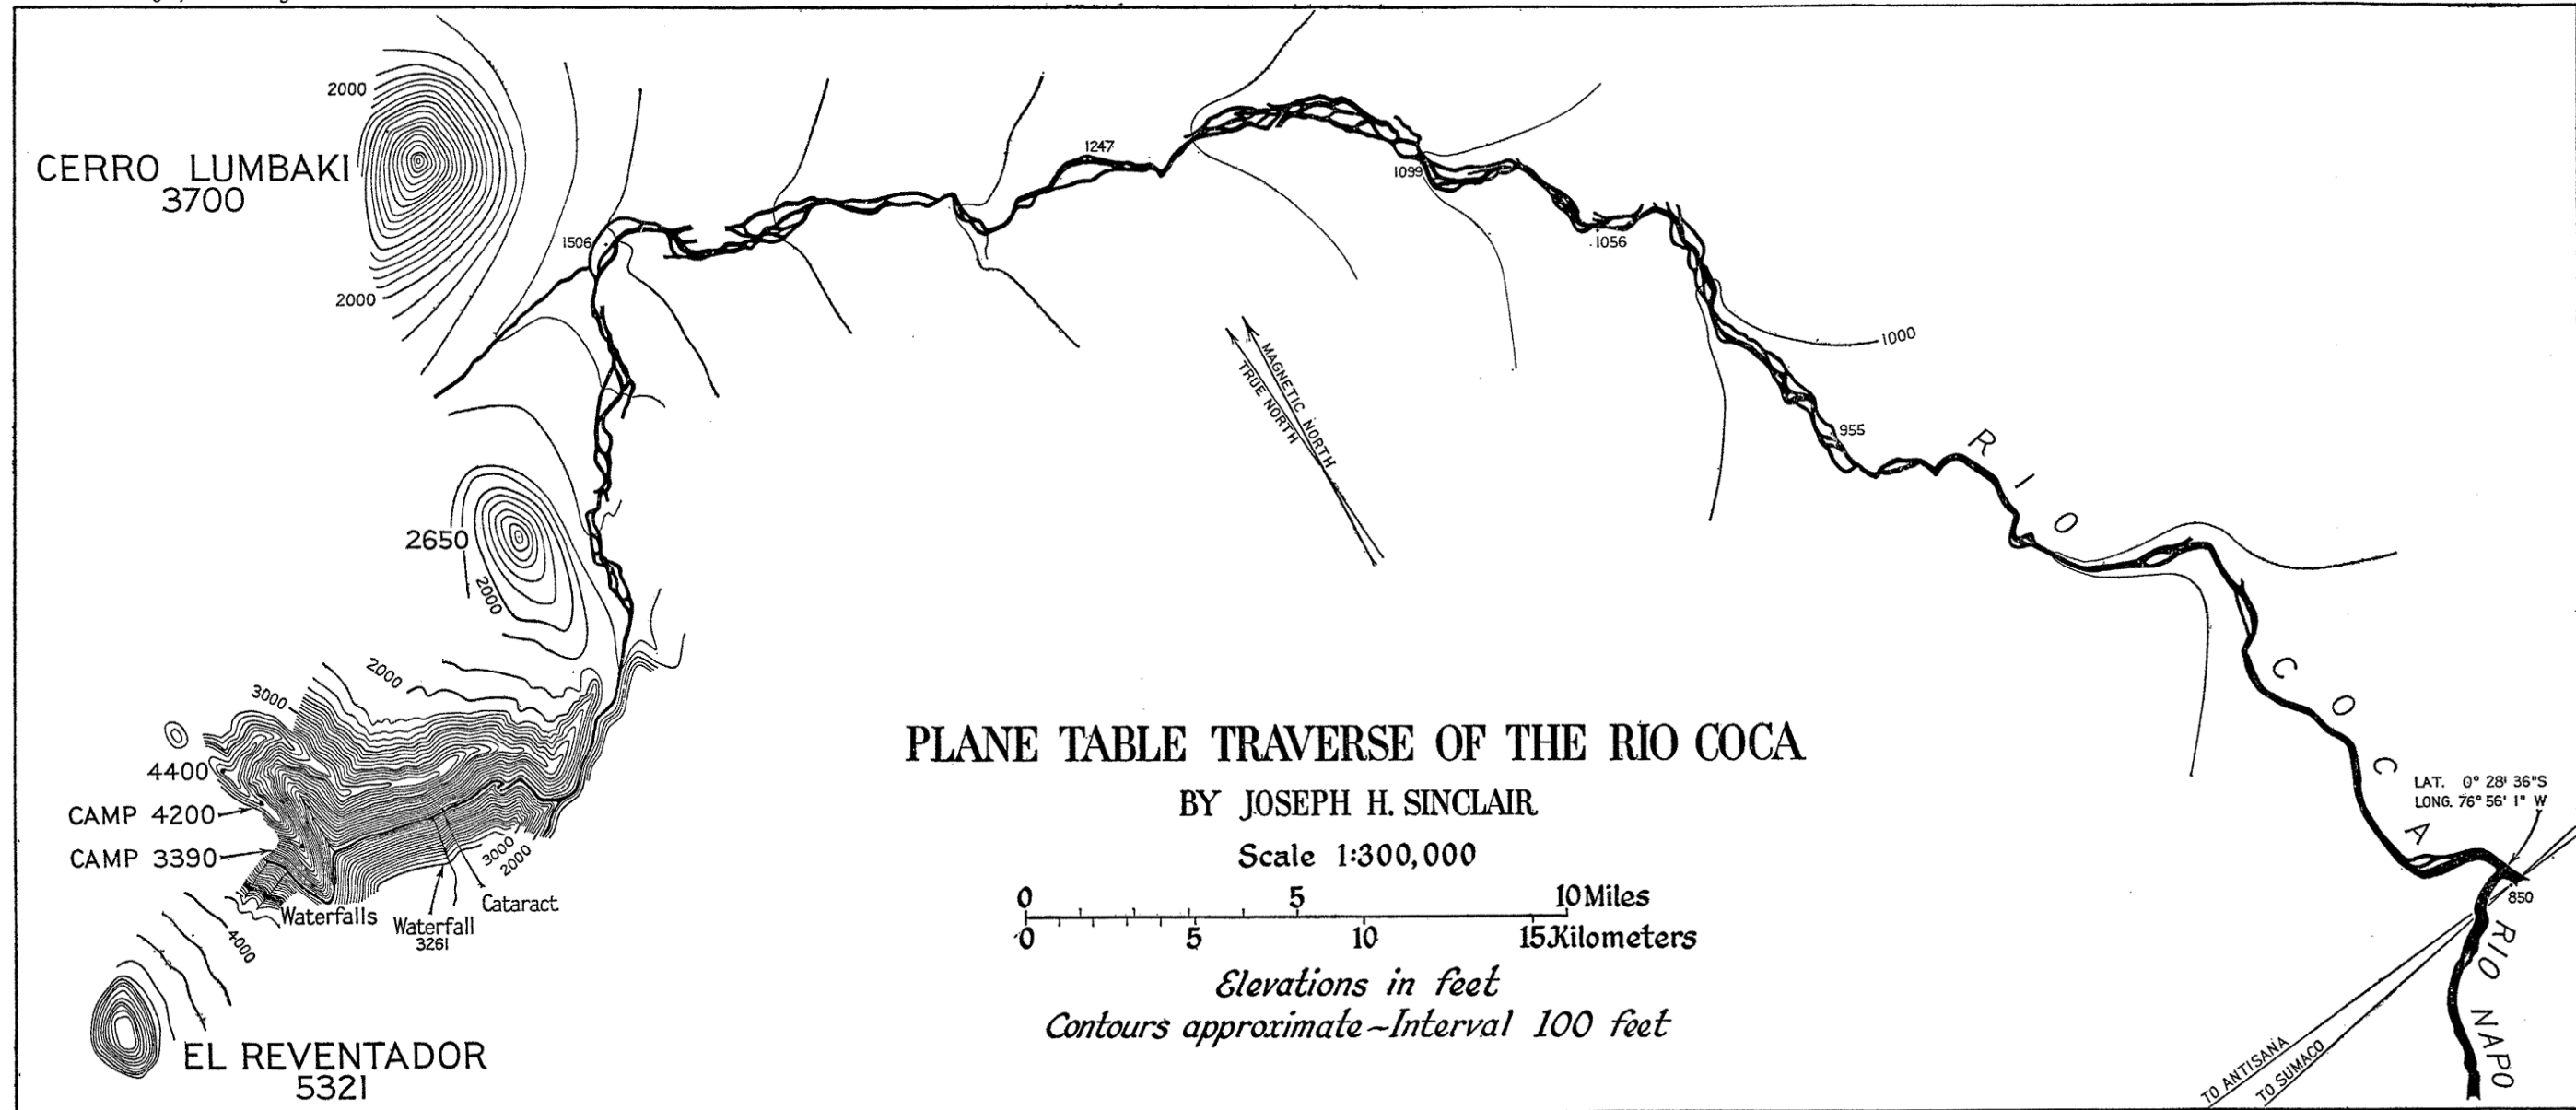 2000
CERRO LUMBAKI
3700
2000
1506
1247
1099
1056
1000
955
MAGNETIC NORTH
TRUE NORTH
RIO COCA
2650
2000
2000
3000
4400
CAMP 4200
CAMP 3390
3000
2000
Cataract
Waterfalls
Waterfall
3261
4000
EL REVENTADOR
5321
PLANE TABLE TRAVERSE OF THE RIO COCA
BY JOSEPH H. SINCLAIR
Scale 1:300,000
0 5 10 Miles
0 5 10 15 Kilometers
Elevations in feet
Contours approximate–Interval 100 feet
LAT. 0° 28' 36"S
LONG. 76° 56' 1" W
850
RIO NAPO
TO ANTISANA
TO SUMACO